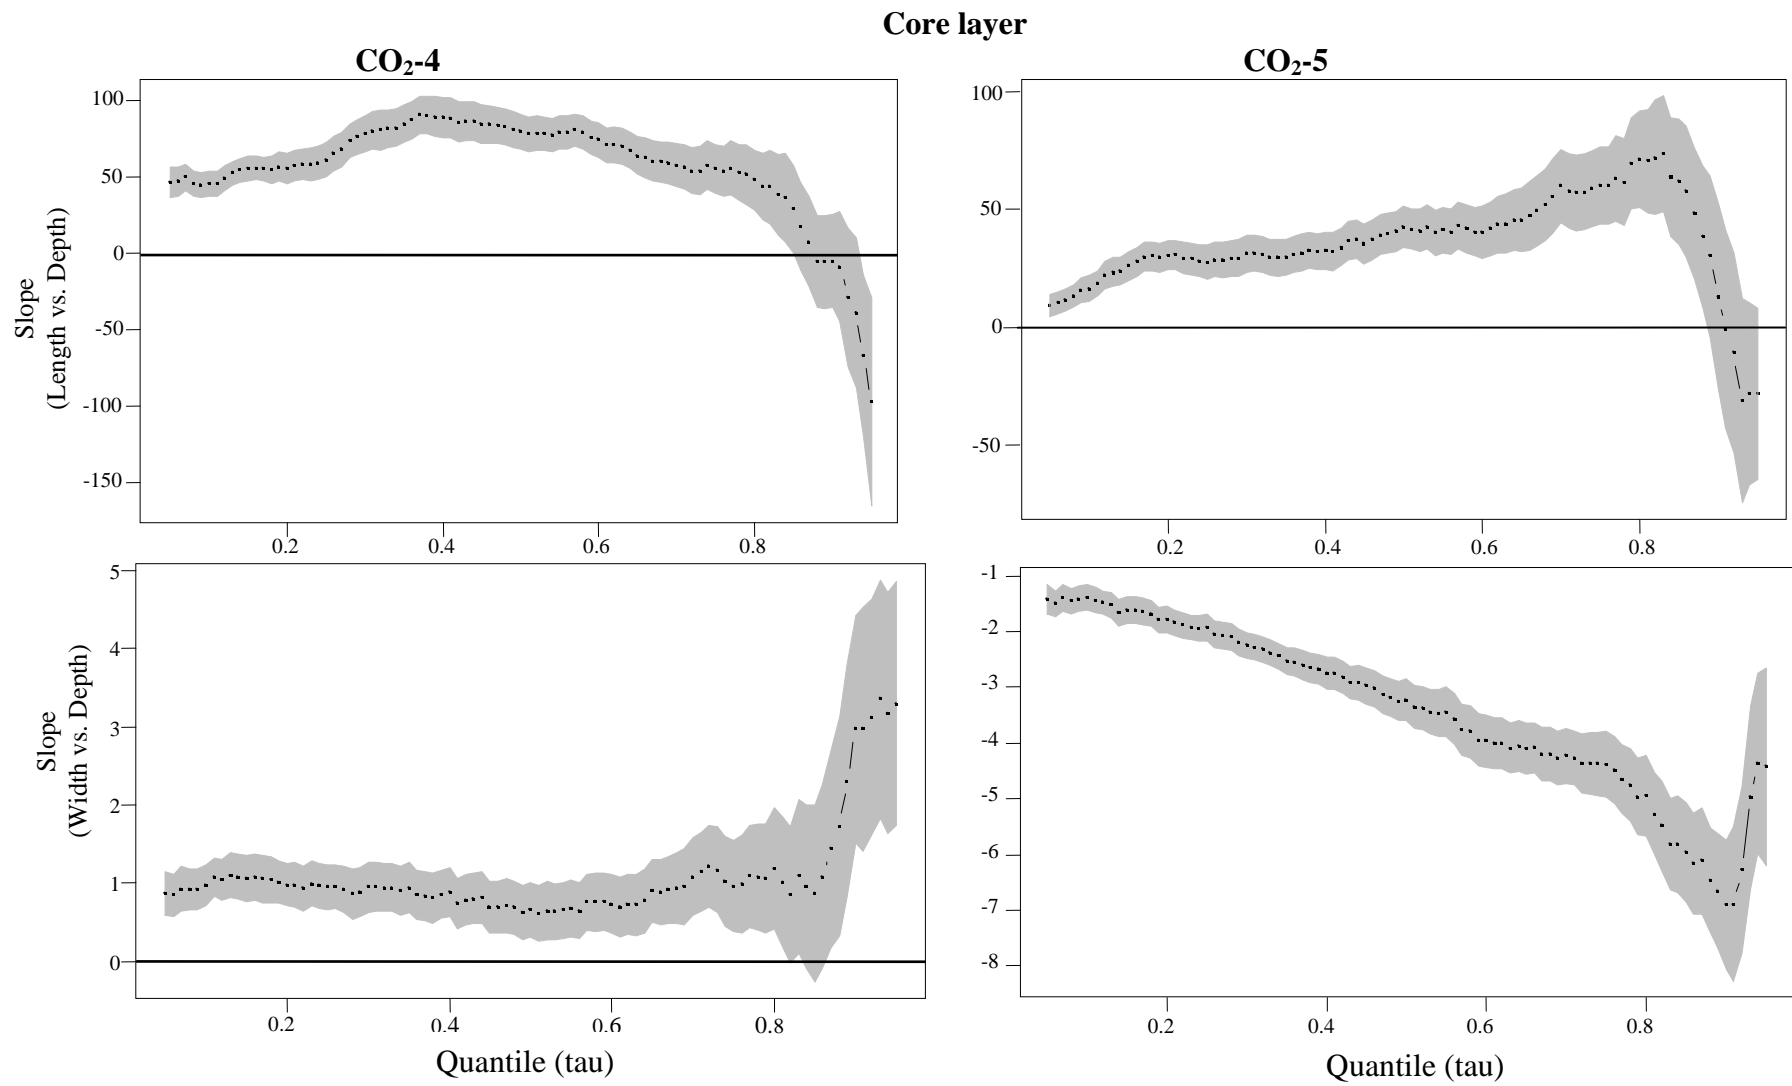 Core layer
CO₂-4
CO₂-5
Slope
(Length vs. Depth)
100
50
0
-50
-100
-150
0.2 0.4 0.6 0.8
100
50
0
-50
0.2 0.4 0.6 0.8
Slope
(Width vs. Depth)
5
4
3
2
1
0
0.2 0.4 0.6 0.8
Quantile (tau)
-1
-2
-3
-4
-5
-6
-7
-8
0.2 0.4 0.6 0.8
Quantile (tau)